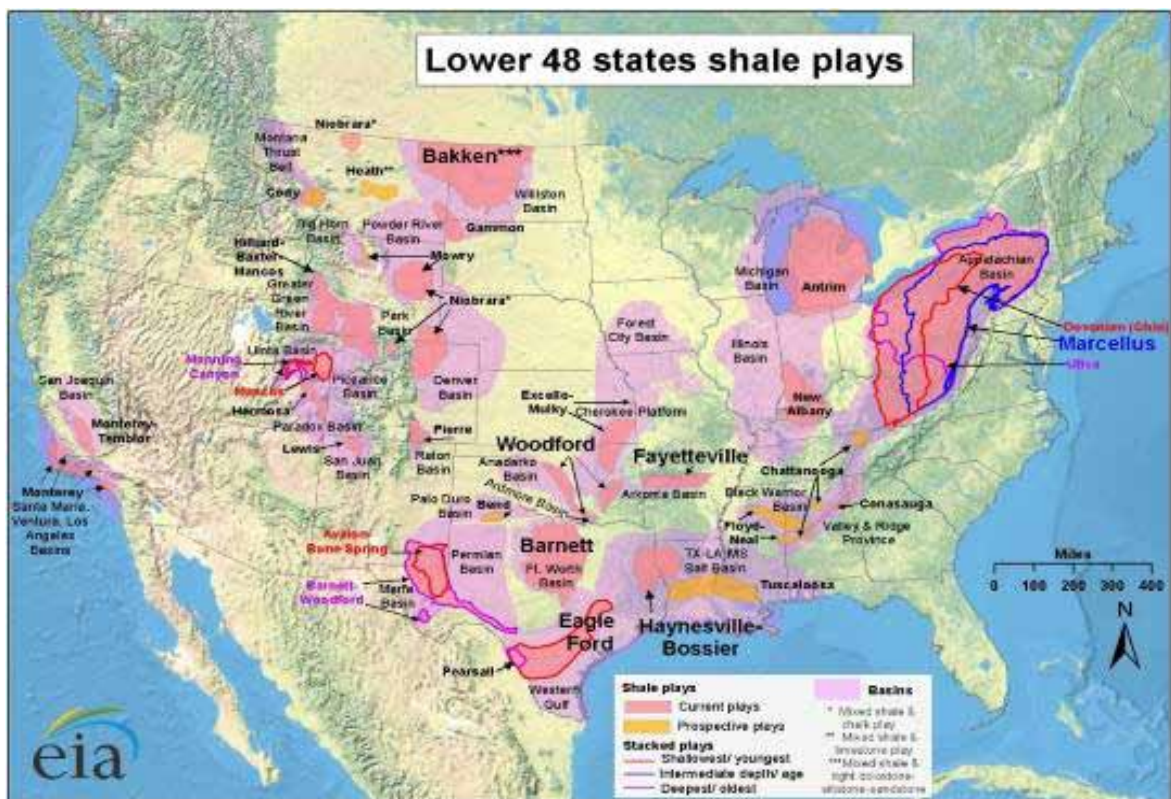 Lower 48 states shale plays
Niobrara*
Montana
Thrust
Belt
Bakken***
Heath**
Cody
Williston
Basin
Big Horn
Basin
Powder River
Basin
Gammon
Hilliard-
Baxter-
Mancos
Mowry
Greater
Green
River
Basin
Niobrara*
Park
Basin
Michigan
Basin
Antrim
Appalachian
Basin
Devonian (Ohio)
Marcellus
Utica
Forest
City Basin
Illinois
Basin
Uinta Basin
Manning
Canyon
Mancos
Piceance
Basin
Denver
Basin
San Joaquin
Basin
Hermosa
Paradox Basin
Excello-
Mulky
Cherokee Platform
New
Albany
Monterey-
Temblor
Lewis
San Juan
Basin
Pierre
Raton
Basin
Woodford
Anadarko
Basin
Fayetteville
Arkoma Basin
Chattanooga
Monterey
Santa Maria,
Ventura, Los
Angeles
Basins
Palo Duro
Basin
Bend
Ardmore Basin
Black Warrior
Basin
Conasauga
Floyd-
Neal
Valley & Ridge
Province
Avalon-
Bone Spring
Permian
Basin
Barnett
Ft. Worth
Basin
TX-LA-MS
Salt Basin
Tuscaloosa
Barnett-
Woodford
Marfa
Basin
Eagle
Ford
Haynesville-
Bossier
Pearsall
Western
Gulf
Miles
0 100 200 300 400
N
Shale plays
Current plays
Prospective plays
Stacked plays
Shallowest/ youngest
Intermediate depth/ age
Deepest/ oldest
Basins
* Mixed shale &
chalk play
** Mixed shale &
limestone play
***Mixed shale &
tight dolostone-
siltstone-sandstone
eia